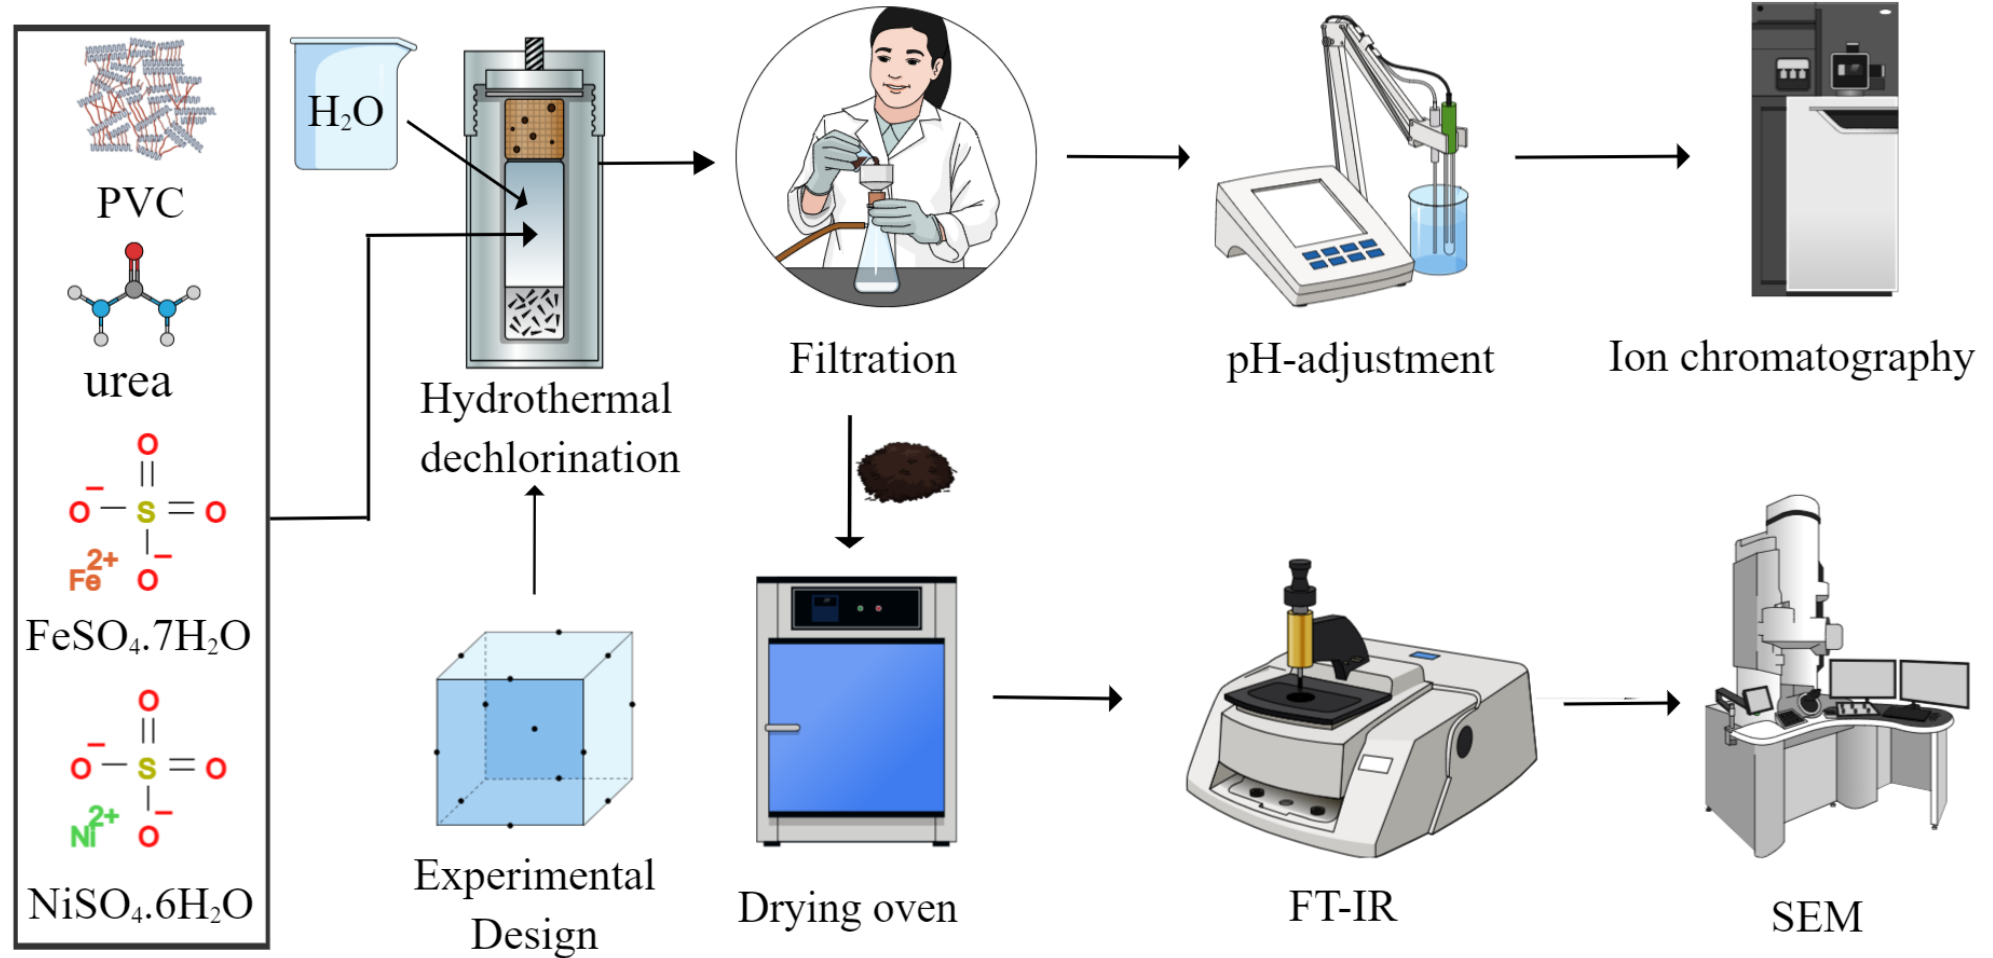 PVC
urea
O
O⁻ S O
Fe²⁺ O⁻
FeSO₄.7H₂O
O
O⁻ S O
Ni²⁺ O⁻
NiSO₄.6H₂O
H₂O
Hydrothermal
dechlorination
Experimental
Design
Filtration
pH-adjustment
Ion chromatography
Drying oven
FT-IR
SEM